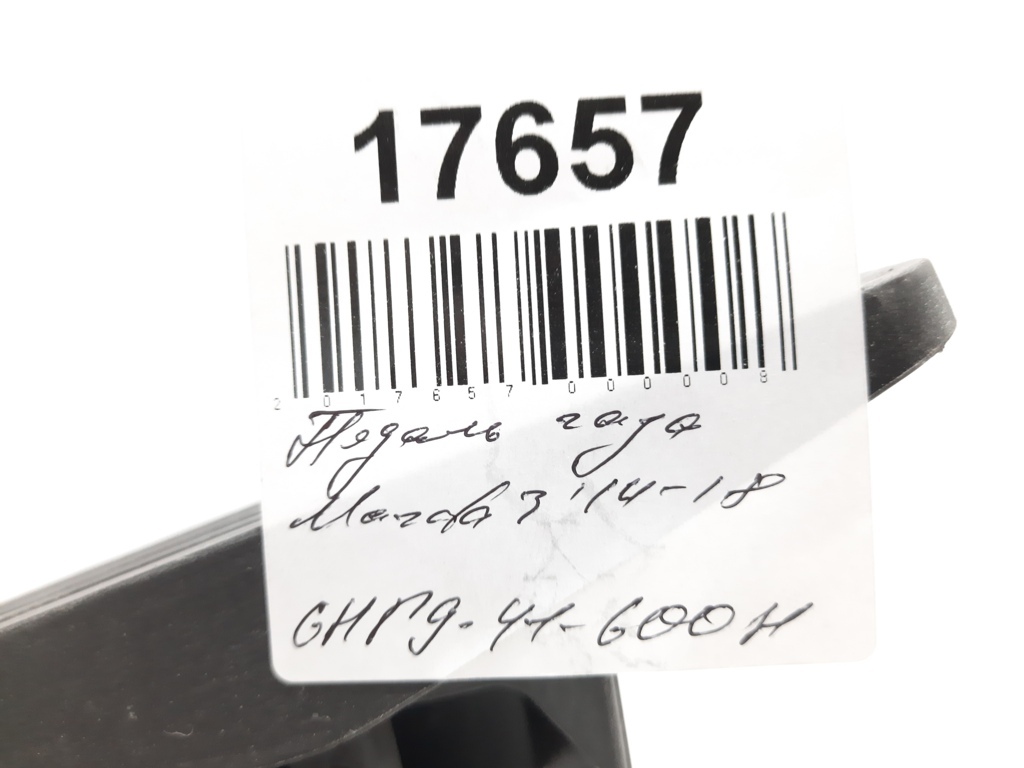 17657
2017657000008
Педаль газа
Mazda 3 '14-18
GHP9-41-600H